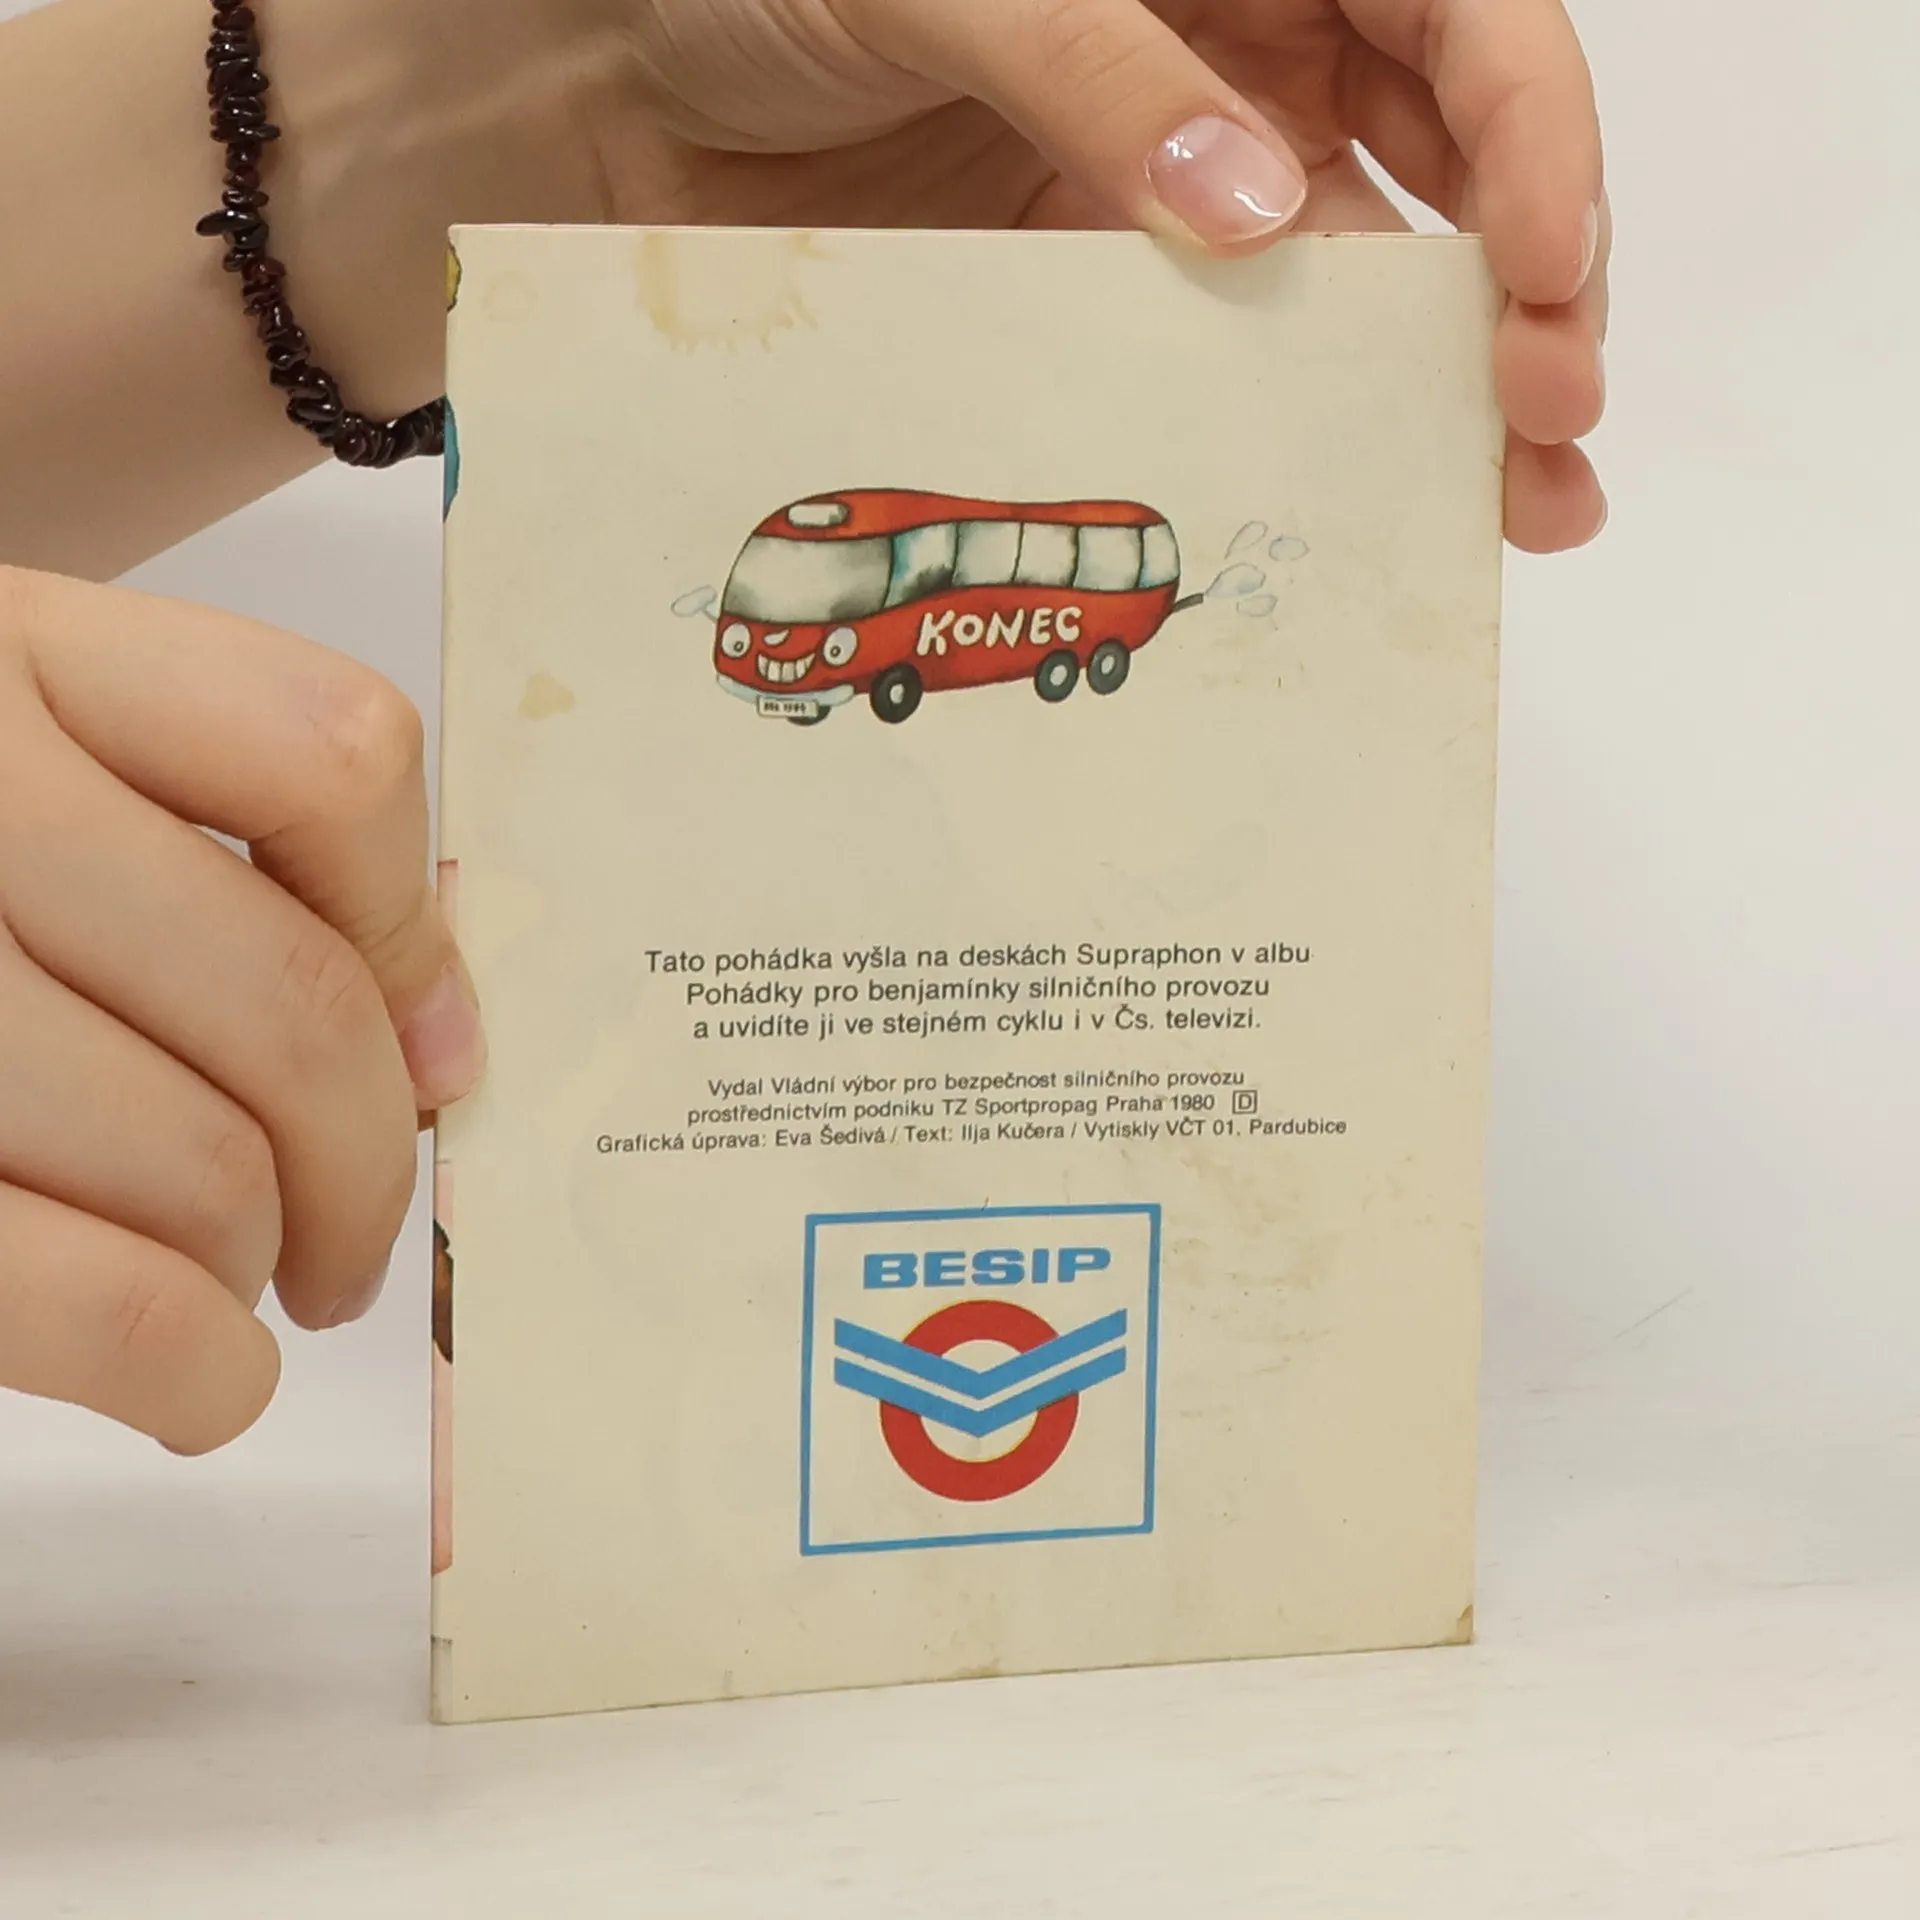 KONEC
Tato pohádka vyšla na deskách Supraphon v albu
Pohádky pro benjamínky silničního provozu
a uvidíte ji ve stejném cyklu i v Čs. televizi.
Vydal Vládní výbor pro bezpečnost silničního provozu
prostřednictvím podniku TZ Sportpropag Praha 1980 D
Grafická úprava: Eva Šedivá / Text: Ilja Kučera / Vytiskly VČT 01, Pardubice
BESIP